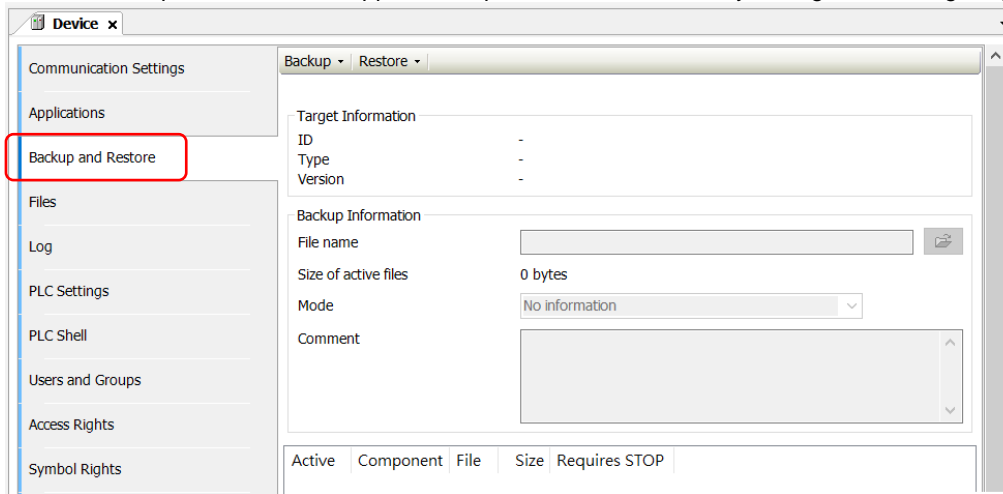 Device x
Communication Settings
Applications
Backup and Restore
Files
Log
PLC Settings
PLC Shell
Users and Groups
Access Rights
Symbol Rights
Backup Restore
Target Information
ID -
Type -
Version -
Backup Information
File name
Size of active files 0 bytes
Mode No information
Comment
Active Component File Size Requires STOP